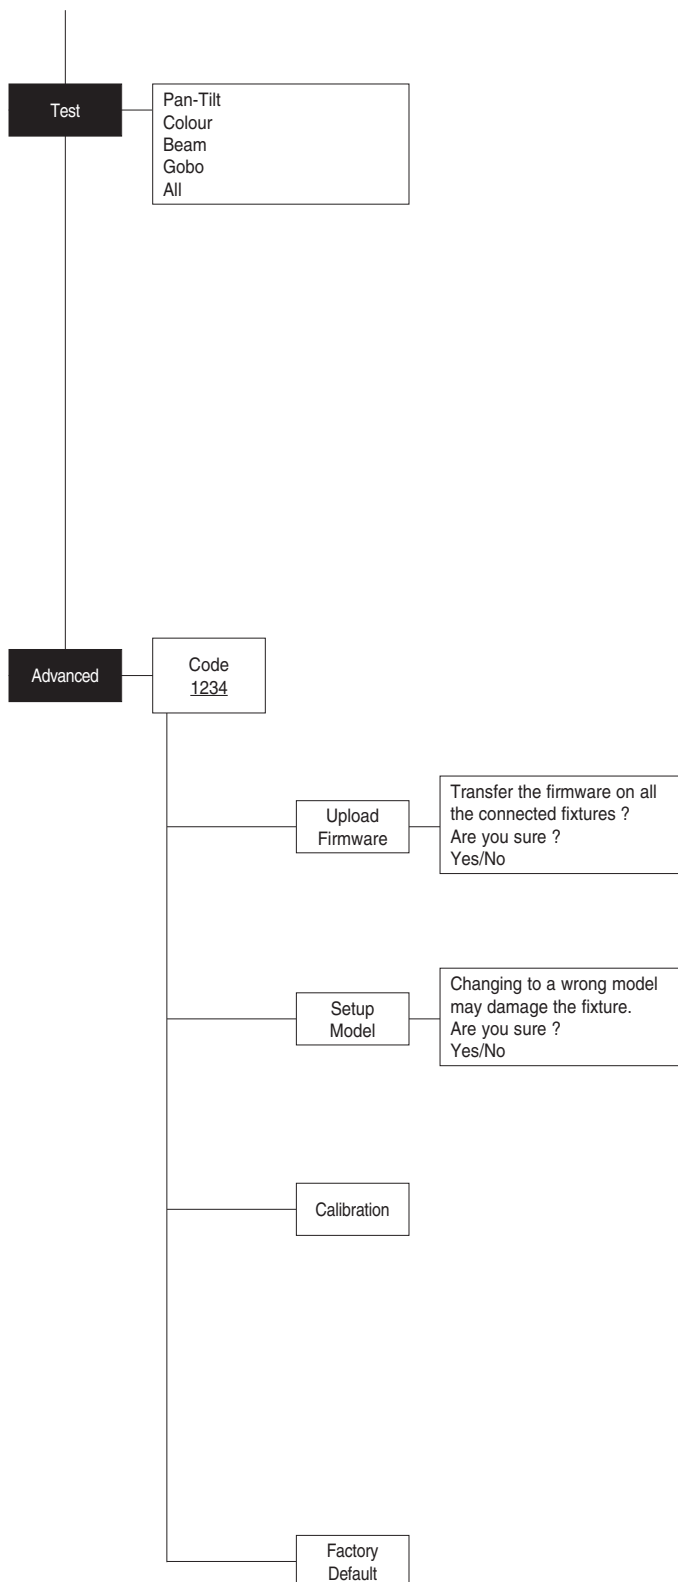 Test
Pan-Tilt
Colour
Beam
Gobo
All
Advanced
Code
1234
Upload
Firmware
Transfer the firmware on all
the connected fixtures ?
Are you sure ?
Yes/No
Setup
Model
Changing to a wrong model
may damage the fixture.
Are you sure ?
Yes/No
Calibration
Factory
Default